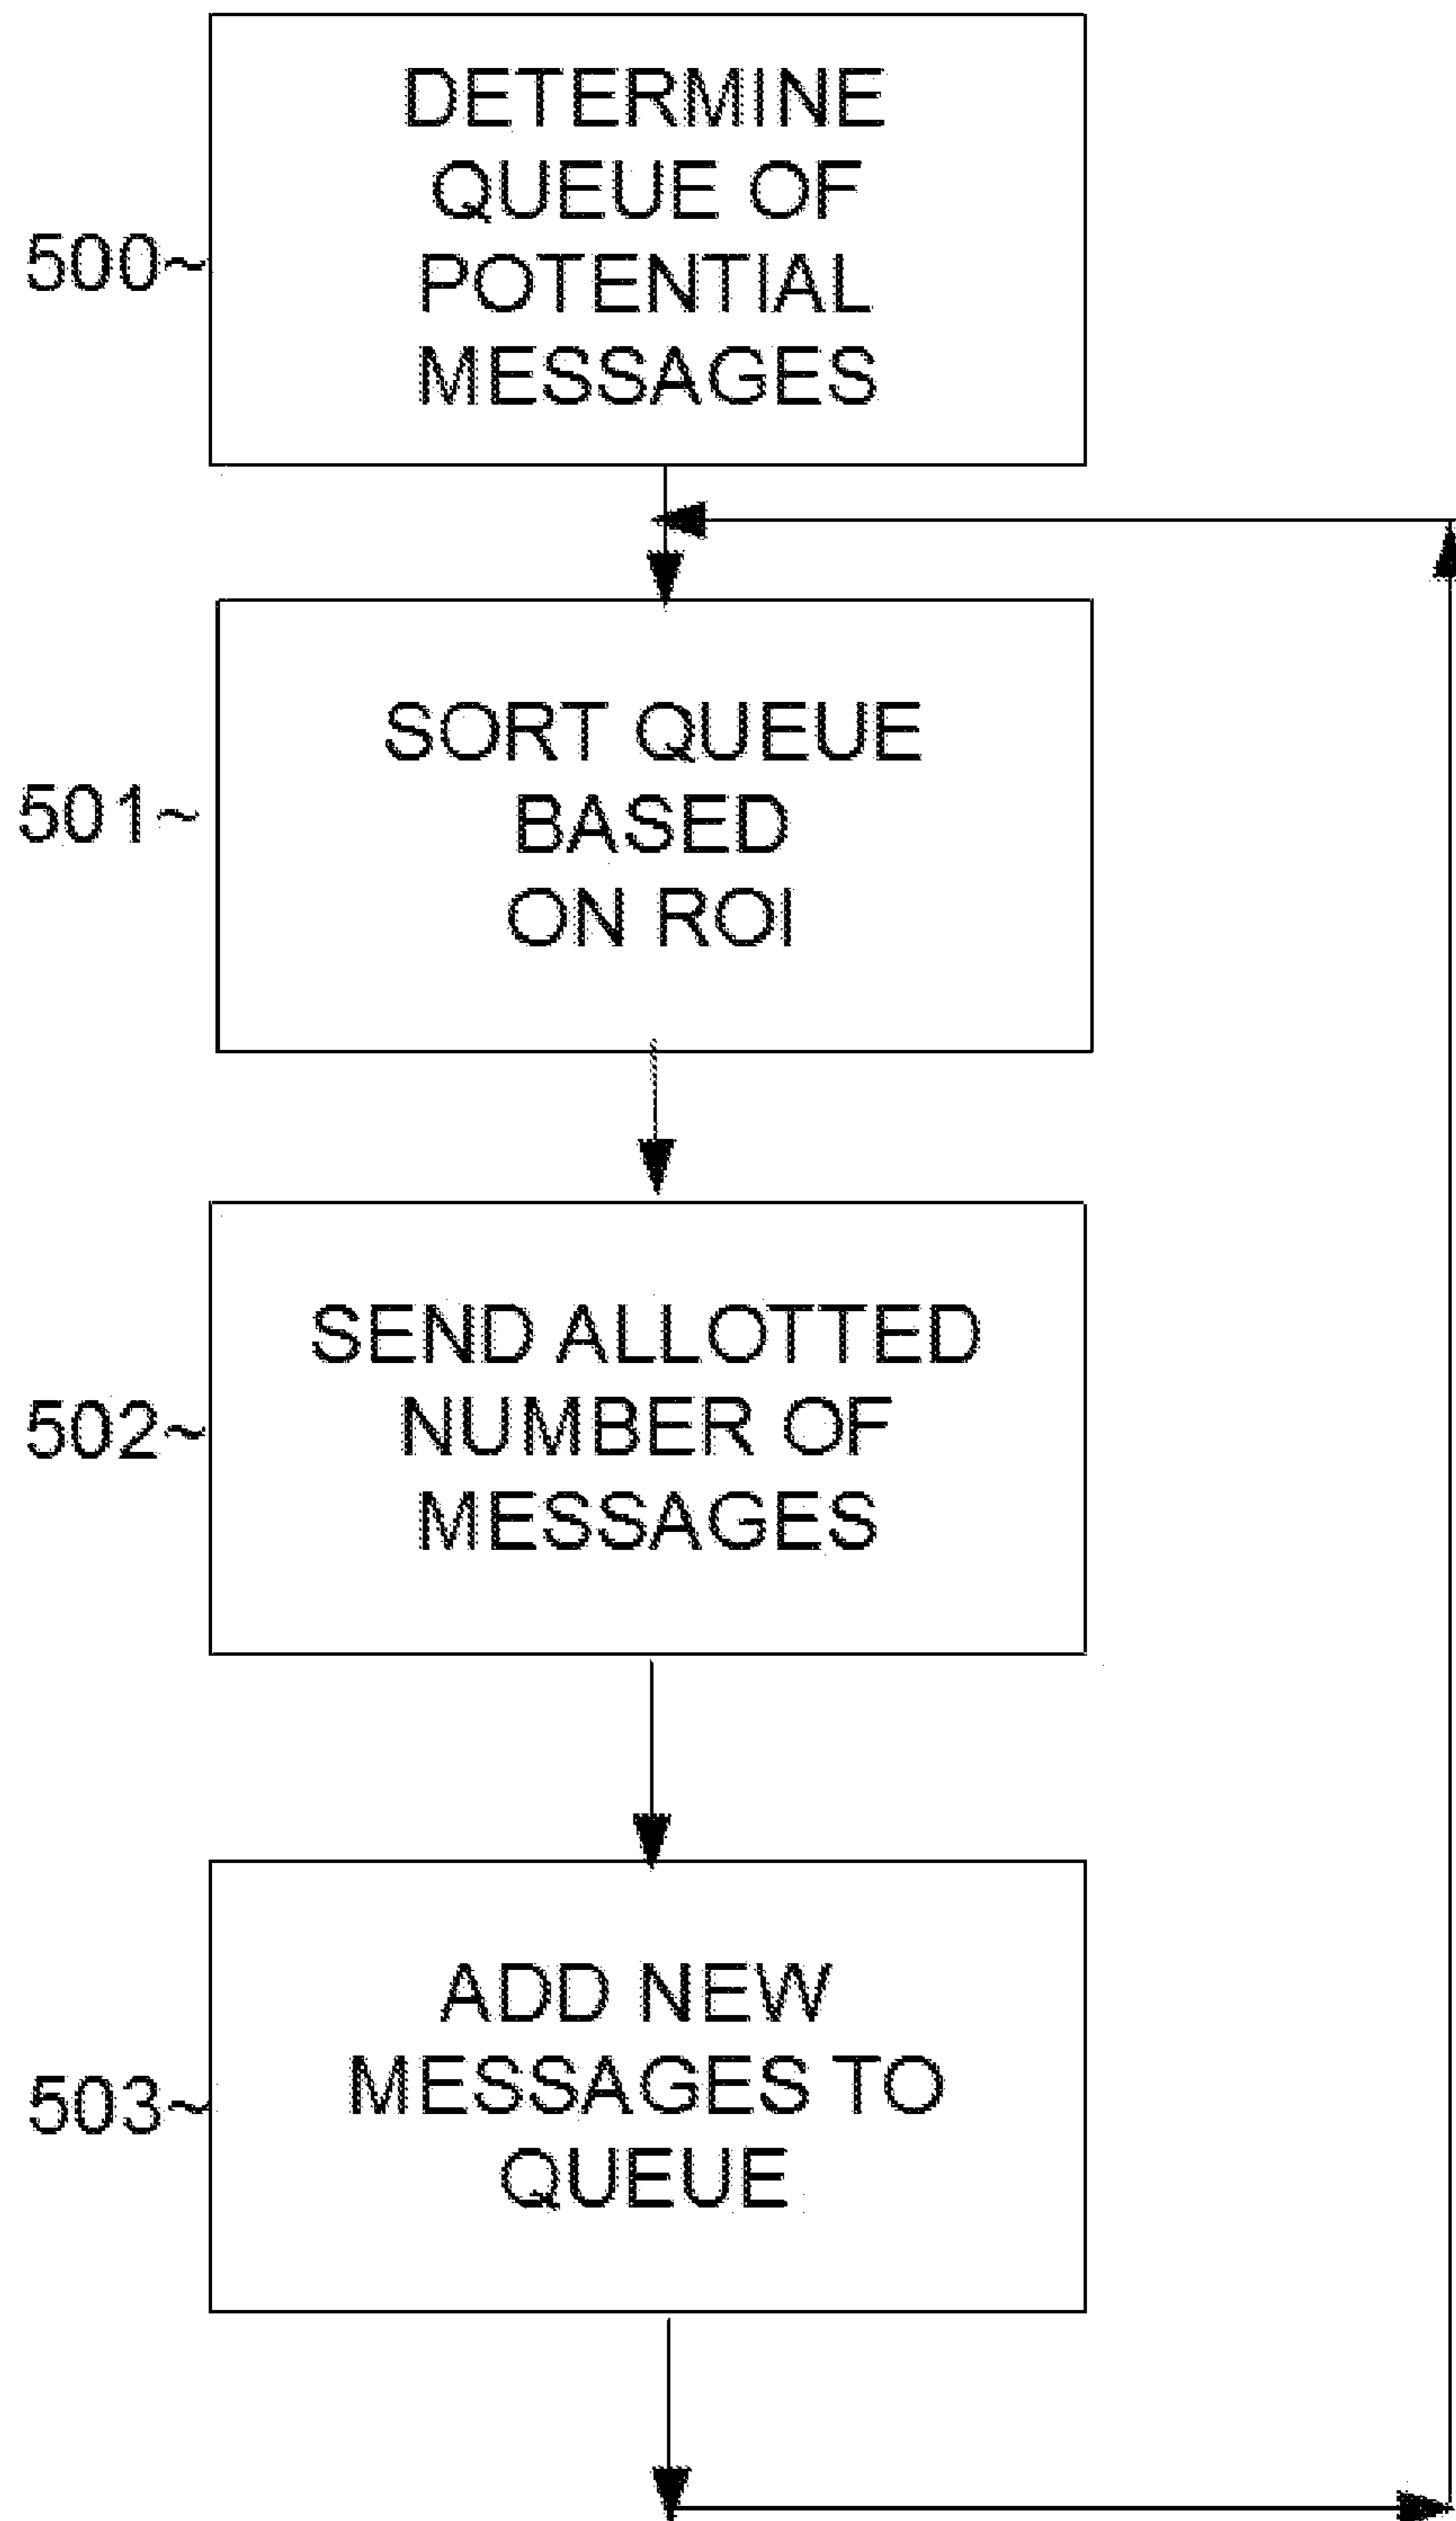 DETERMINE
QUEUE OF
POTENTIAL
MESSAGES
500~
SORT QUEUE
BASED
ON ROI
501~
SEND ALLOTTED
NUMBER OF
MESSAGES
502~
ADD NEW
MESSAGES TO
QUEUE
503~